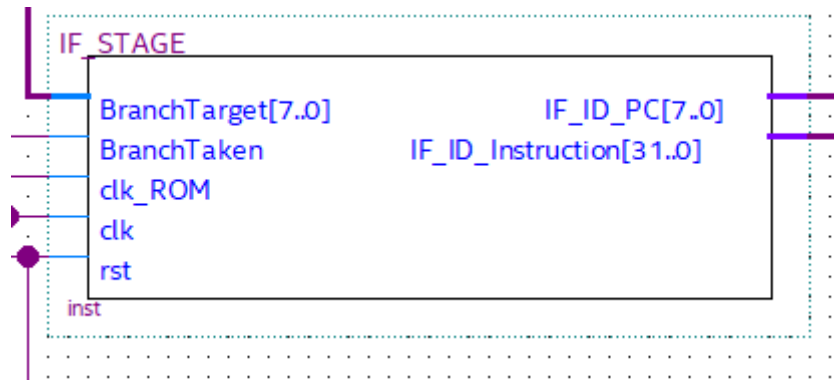 IF_STAGE
BranchTarget[7..0]
IF_ID_PC[7..0]
BranchTaken
IF_ID_Instruction[31..0]
clk_ROM
clk
rst
inst